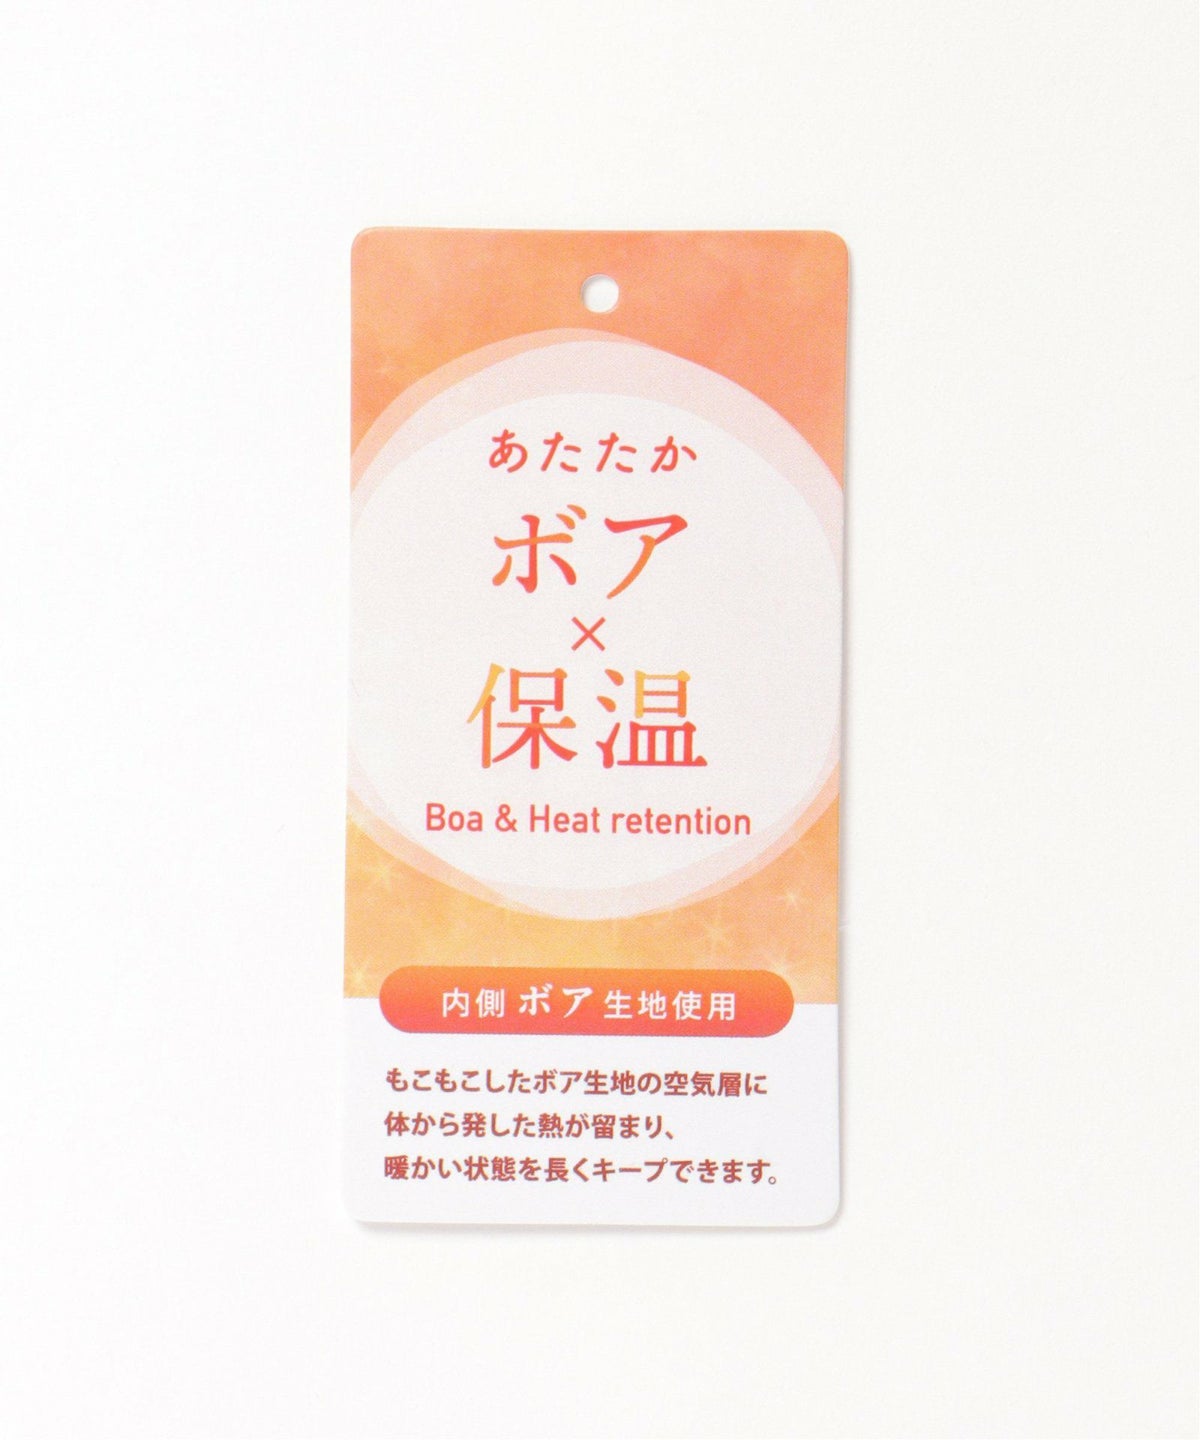 あたたか
ボア
×
保温
Boa & Heat retention
内側 ボア 生地使用
もこもこしたボア生地の空気層に
体から発した熱が留まり、
暖かい状態を長くキープできます。